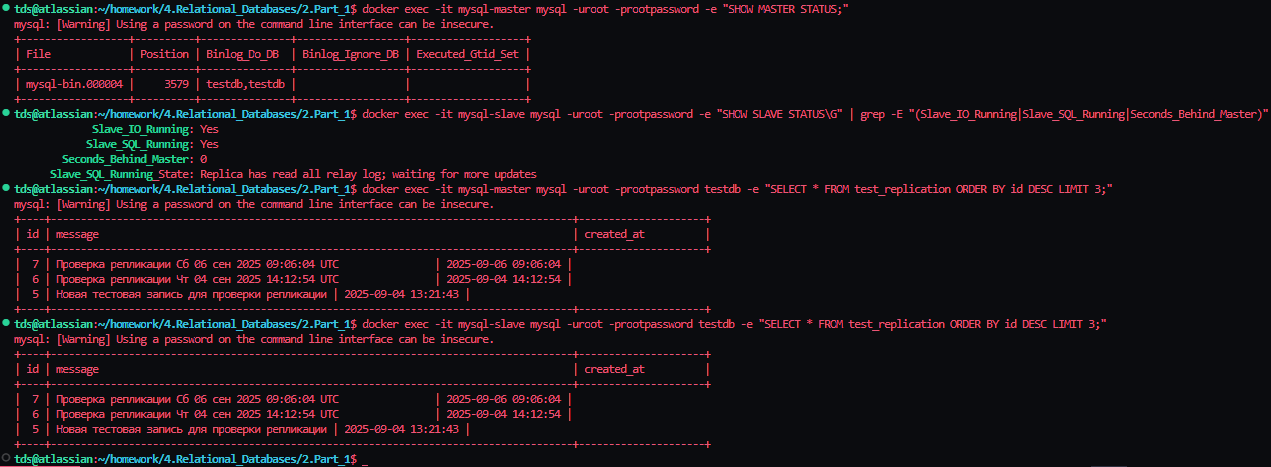 tds@atlassian:~/homework/4.Relational_Databases/2.Part_1$ docker exec -it mysql-master mysql -uroot -prootpassword -e "SHOW MASTER STATUS;"
mysql: [Warning] Using a password on the command line interface can be insecure.
+------------------+----------+---------------+------------------+-------------------+
| File | Position | Binlog_Do_DB | Binlog_Ignore_DB | Executed_Gtid_Set |
+------------------+----------+---------------+------------------+-------------------+
| mysql-bin.000004 | 3579 | testdb,testdb | | |
+------------------+----------+---------------+------------------+-------------------+
tds@atlassian:~/homework/4.Relational_Databases/2.Part_1$ docker exec -it mysql-slave mysql -uroot -prootpassword -e "SHOW SLAVE STATUS\G" | grep -E "(Slave_IO_Running|Slave_SQL_Running|Seconds_Behind_Master)"
Slave_IO_Running: Yes
Slave_SQL_Running: Yes
Seconds_Behind_Master: 0
Slave_SQL_Running_State: Replica has read all relay log; waiting for more updates
tds@atlassian:~/homework/4.Relational_Databases/2.Part_1$ docker exec -it mysql-master mysql -uroot -prootpassword testdb -e "SELECT * FROM test_replication ORDER BY id DESC LIMIT 3;"
mysql: [Warning] Using a password on the command line interface can be insecure.
+----+----------------------------------------------------------------------------+---------------------+
| id | message | created_at |
+----+----------------------------------------------------------------------------+---------------------+
| 7 | Проверка репликации Сб 06 сен 2025 09:06:04 UTC | 2025-09-06 09:06:04 |
| 6 | Проверка репликации Чт 04 сен 2025 14:12:54 UTC | 2025-09-04 14:12:54 |
| 5 | Новая тестовая запись для проверки репликации | 2025-09-04 13:21:43 |
+----+----------------------------------------------------------------------------+---------------------+
tds@atlassian:~/homework/4.Relational_Databases/2.Part_1$ docker exec -it mysql-slave mysql -uroot -prootpassword testdb -e "SELECT * FROM test_replication ORDER BY id DESC LIMIT 3;"
mysql: [Warning] Using a password on the command line interface can be insecure.
+----+----------------------------------------------------------------------------+---------------------+
| id | message | created_at |
+----+----------------------------------------------------------------------------+---------------------+
| 7 | Проверка репликации Сб 06 сен 2025 09:06:04 UTC | 2025-09-06 09:06:04 |
| 6 | Проверка репликации Чт 04 сен 2025 14:12:54 UTC | 2025-09-04 14:12:54 |
| 5 | Новая тестовая запись для проверки репликации | 2025-09-04 13:21:43 |
+----+----------------------------------------------------------------------------+---------------------+
tds@atlassian:~/homework/4.Relational_Databases/2.Part_1$ _